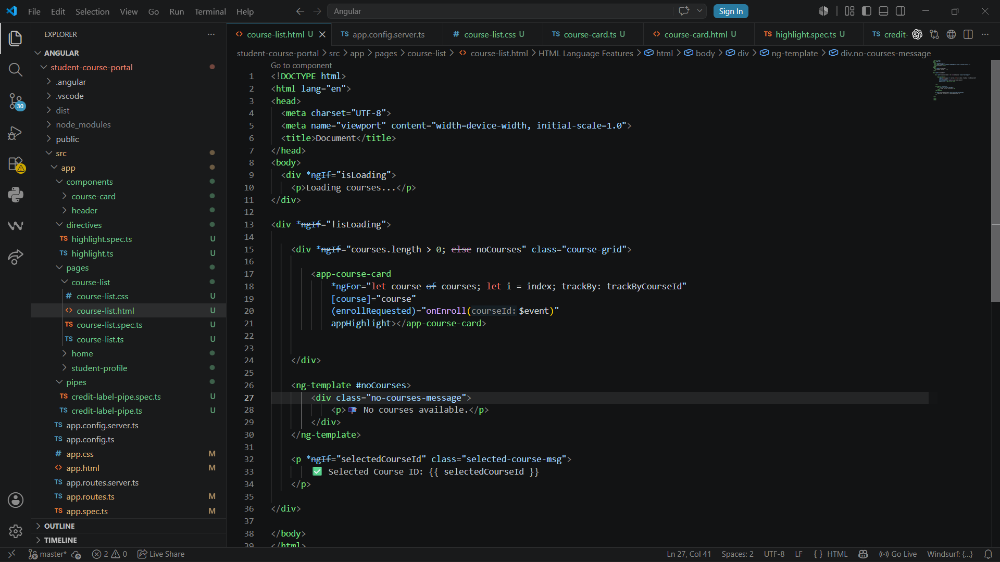 File Edit Selection View Go Run Terminal Help
Angular
Sign In
EXPLORER
ANGULAR
student-course-portal
.angular
.vscode
dist
node_modules
public
src
app
components
course-card
header
directives
TS highlight.spec.ts U
TS highlight.ts U
pages
course-list
# course-list.css U
<> course-list.html U
TS course-list.spec.ts U
TS course-list.ts U
home
student-profile
pipes
TS credit-label-pipe.spec.ts U
TS credit-label-pipe.ts U
TS app.config.server.ts
TS app.config.ts
# app.css M
<> app.html M
TS app.routes.server.ts
TS app.routes.ts M
TS app.spec.ts M
OUTLINE
TIMELINE
30
<> course-list.html U TS app.config.server.ts # course-list.css U TS course-card.ts U <> course-card.html U TS highlight.spec.ts U TS credit-
student-course-portal > src > app > pages > course-list > <> course-list.html > HTML Language Features > html > body > div > ng-template > div.no-courses-message
Go to component
1 <!DOCTYPE html>
2 <html lang="en">
3 <head>
4 <meta charset="UTF-8">
5 <meta name="viewport" content="width=device-width, initial-scale=1.0">
6 <title>Document</title>
7 </head>
8 <body>
9 <div *ngIf="isLoading">
10 <p>Loading courses...</p>
11 </div>
12
13 <div *ngIf="!isLoading">
14
15 <div *ngIf="courses.length > 0; else noCourses" class="course-grid">
16
17 <app-course-card
18 *ngFor="let course of courses; let i = index; trackBy: trackByCourseId"
19 [course]="course"
20 (enrollRequested)="onEnroll(courseId: $event)"
21 appHighlight></app-course-card>
22
23
24 </div>
25
26 <ng-template #noCourses>
27 <div class="no-courses-message">
28 <p>📭 No courses available.</p>
29 </div>
30 </ng-template>
31
32 <p *ngIf="selectedCourseId" class="selected-course-msg">
33 ✅ Selected Course ID: {{ selectedCourseId }}
34 </p>
35
36 </div>
37
38 </body>
39 </html>
master* 2 0 Live Share Ln 27, Col 41 Spaces: 2 UTF-8 LF { } HTML Go Live Windsurf: {...}